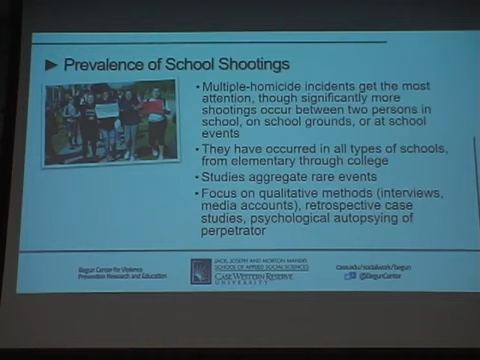 ► Prevalence of School Shootings
• Multiple-homicide incidents get the most
attention, though significantly more
shootings occur between two persons in
school, on school grounds, or at school
events
• They have occurred in all types of schools,
from elementary through college
• Studies aggregate rare events
• Focus on qualitative methods (interviews,
media accounts), retrospective case
studies, psychological autopsying of
perpetrator
Begun Center for Violence
Prevention Research and Education
JACK, JOSEPH AND MORTON MANDEL
SCHOOL OF APPLIED SOCIAL SCIENCES
CASE WESTERN RESERVE
UNIVERSITY
case.edu/socialwork/begun
@BegunCenter